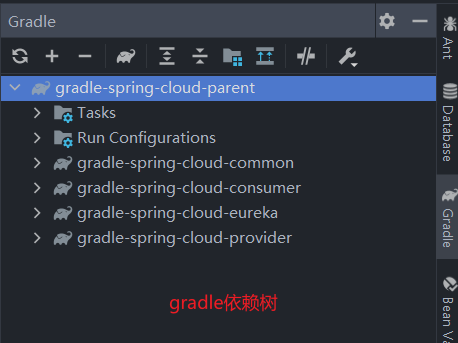 Gradle
gradle-spring-cloud-parent
Tasks
Run Configurations
gradle-spring-cloud-common
gradle-spring-cloud-consumer
gradle-spring-cloud-eureka
gradle-spring-cloud-provider
gradle依赖树
Ant
Database
Gradle
Bean Va